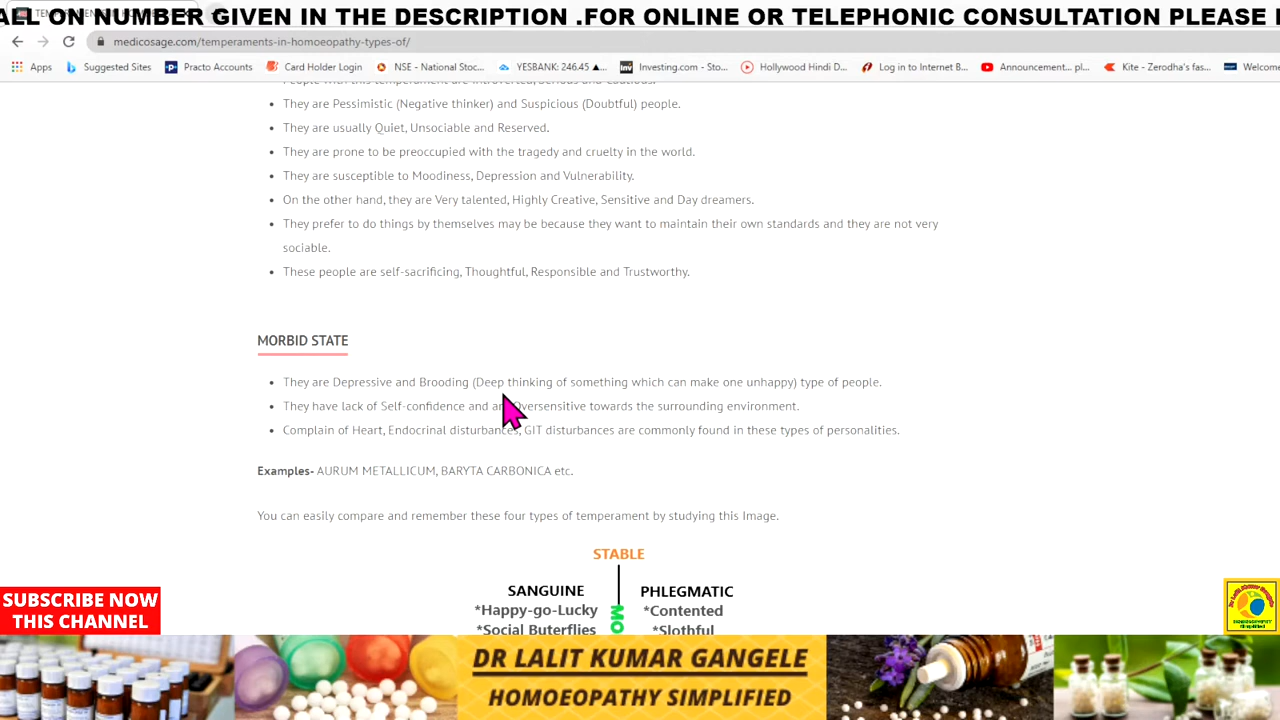 ON NUMBER GIVEN IN THE DESCRIPTION .FOR ONLINE OR TELEPHONIC CONSULTATION PLEASE
medicosage.com/temperaments-in-homoeopathy-types-of/
Apps Suggested Sites Practo Accounts Card Holder Login NSE - National Stoc... YESBANK: 246.45 ▲... Investing.com - Sto... Hollywood Hindi D... Log in to Internet B... Announcement... pl... Kite - Zerodha's fas... Welcome
People with this temperament are Introverted, Serious and Cautious.
• They are Pessimistic (Negative thinker) and Suspicious (Doubtful) people.
• They are usually Quiet, Unsociable and Reserved.
• They are prone to be preoccupied with the tragedy and cruelty in the world.
• They are susceptible to Moodiness, Depression and Vulnerability.
• On the other hand, they are Very talented, Highly Creative, Sensitive and Day dreamers.
• They prefer to do things by themselves may be because they want to maintain their own standards and they are not very
sociable.
• These people are self-sacrificing, Thoughtful, Responsible and Trustworthy.
MORBID STATE
• They are Depressive and Brooding (Deep thinking of something which can make one unhappy) type of people.
• They have lack of Self-confidence and are Oversensitive towards the surrounding environment.
• Complain of Heart, Endocrinal disturbances, GIT disturbances are commonly found in these types of personalities.
Examples- AURUM METALLICUM, BARYTA CARBONICA etc.
You can easily compare and remember these four types of temperament by studying this Image.
STABLE
SANGUINE PHLEGMATIC
*Happy-go-Lucky *Contented
*Social Buterflies *Slothful
MO
SUBSCRIBE NOW
THIS CHANNEL
DR LALIT KUMAR GANGELE
HOMOEOPATHY SIMPLIFIED